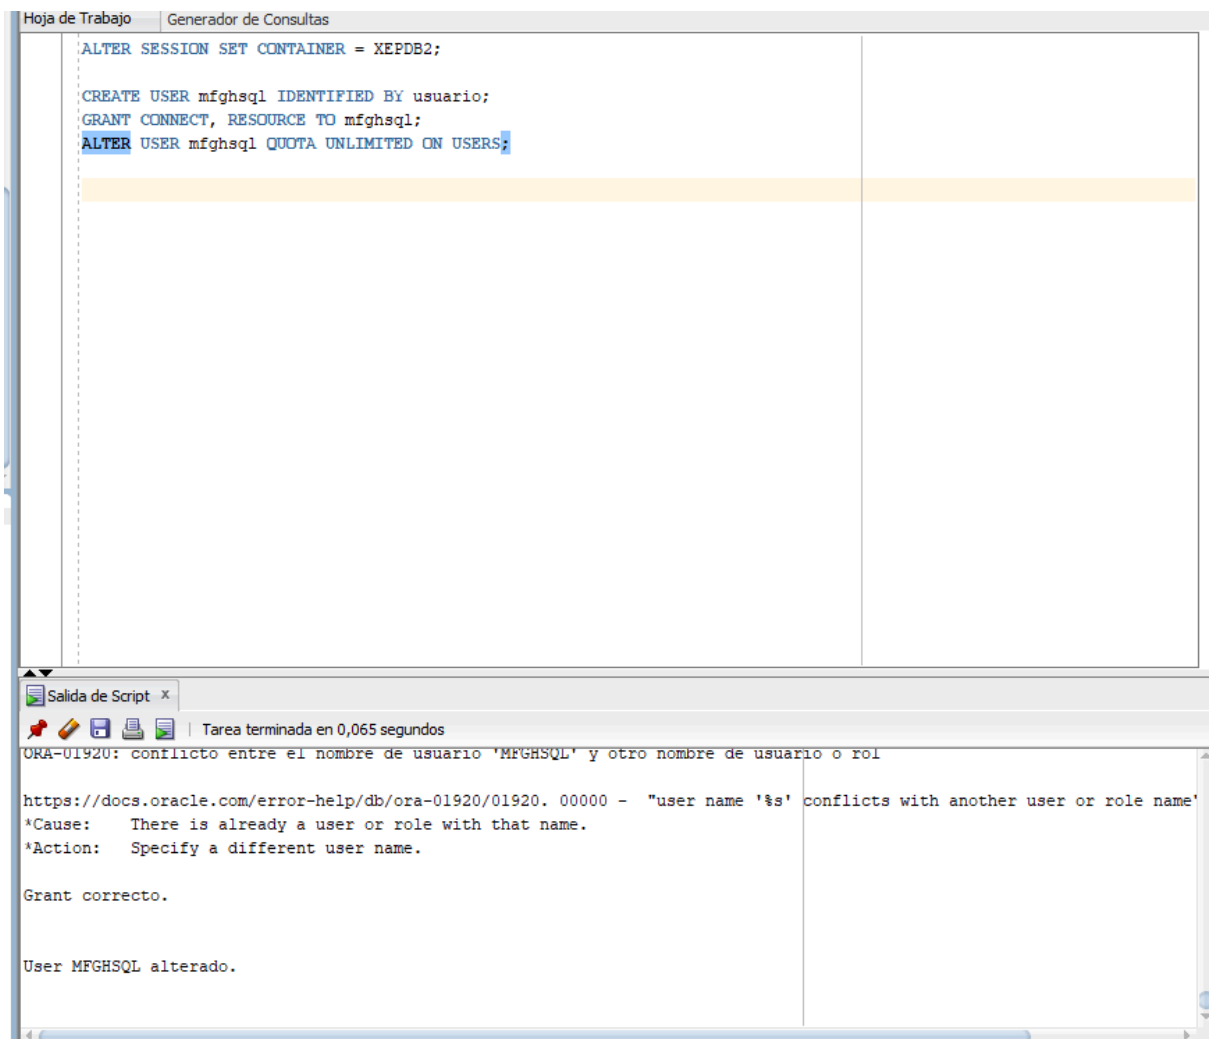 Hoja de Trabajo Generador de Consultas
ALTER SESSION SET CONTAINER = XEPDB2;
CREATE USER mfghsql IDENTIFIED BY usuario;
GRANT CONNECT, RESOURCE TO mfghsql;
ALTER USER mfghsql QUOTA UNLIMITED ON USERS;
Salida de Script x
Tarea terminada en 0,065 segundos
ORA-01920: conflicto entre el nombre de usuario 'MFGHSQL' y otro nombre de usuario o rol
https://docs.oracle.com/error-help/db/ora-01920/01920. 00000 - "user name '%s' conflicts with another user or role name"
*Cause: There is already a user or role with that name.
*Action: Specify a different user name.
Grant correcto.
User MFGHSQL alterado.